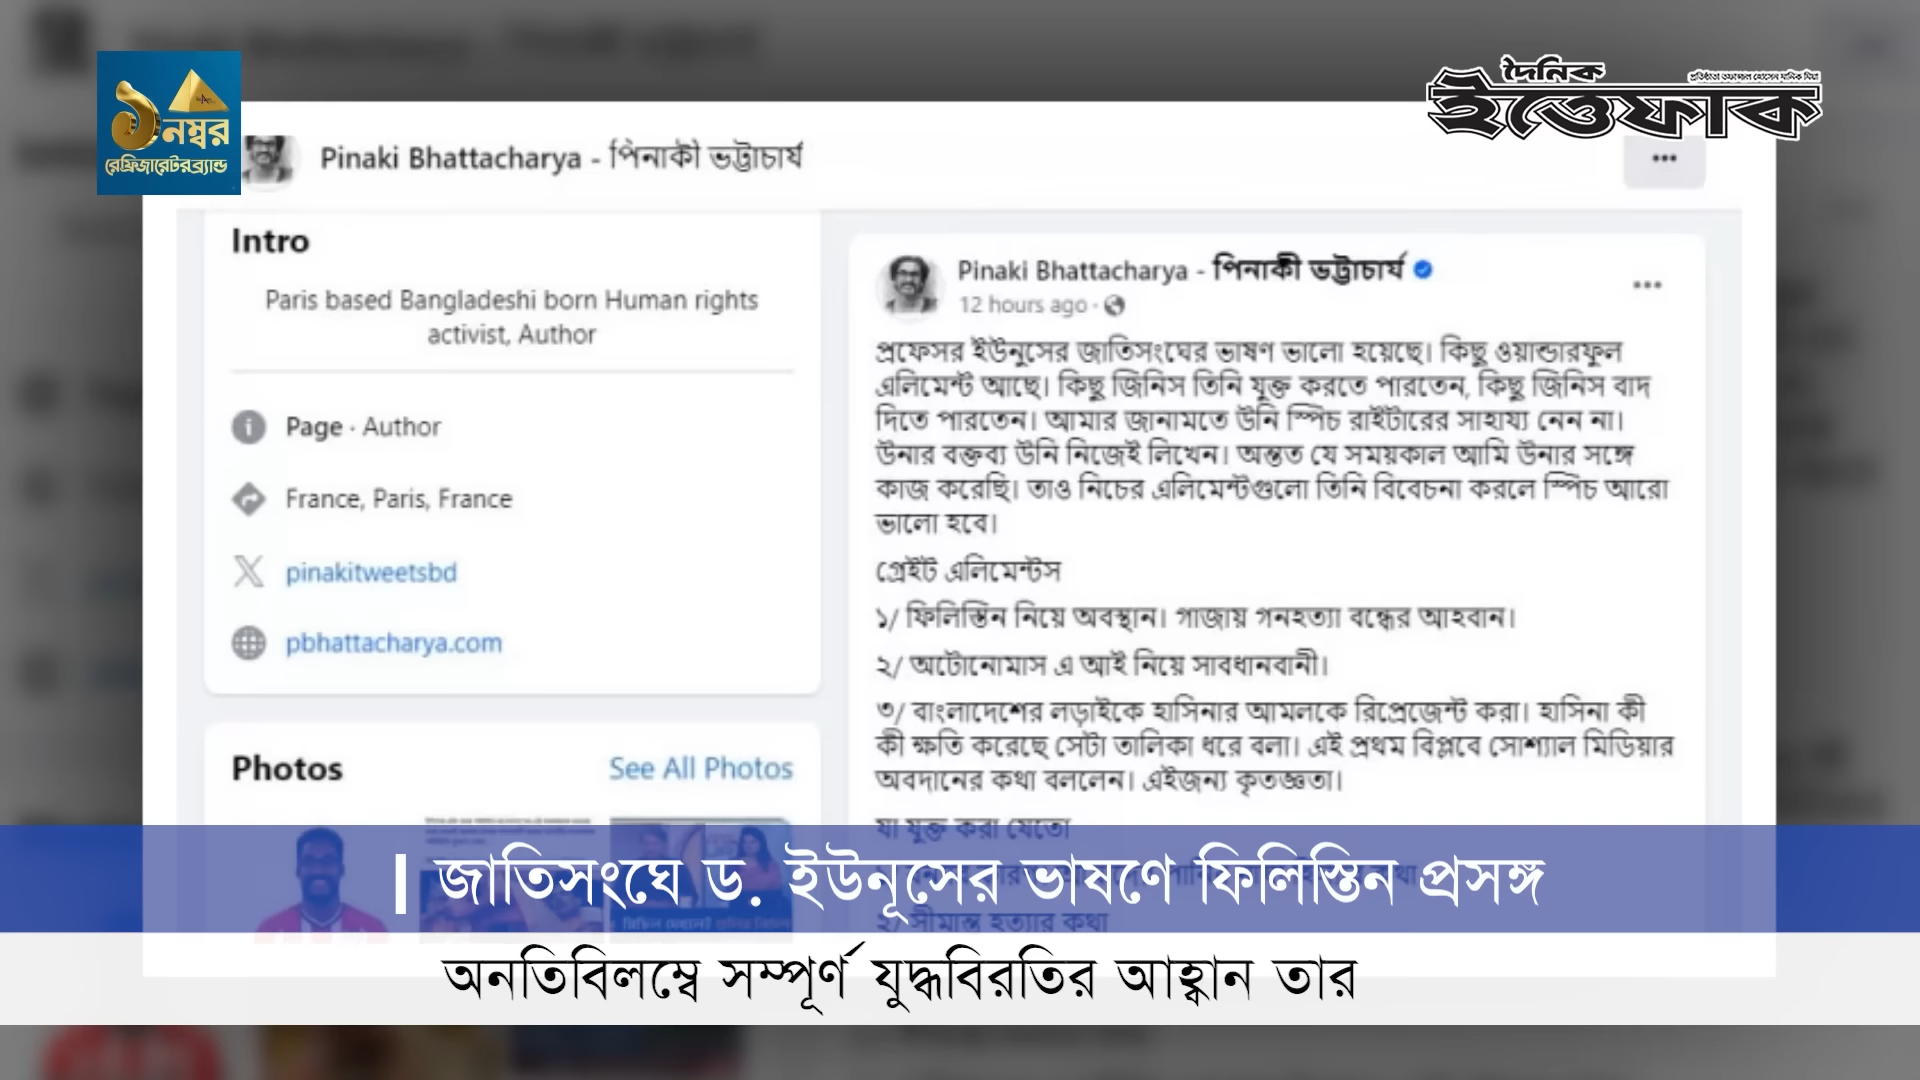 ১নম্বর
রেফ্রিজারেটর ব্র্যান্ড
দৈনিক
ইত্তেফাক
প্রতিষ্ঠাতা তফাজ্জল হোসেন মানিক মিয়া
Pinaki Bhattacharya - পিনাকী ভট্টাচার্য
Intro
Paris based Bangladeshi born Human rights
activist, Author
Page · Author
France, Paris, France
pinakitweetsbd
pbhattacharya.com
Photos
See All Photos
Pinaki Bhattacharya - পিনাকী ভট্টাচার্য
12 hours ago
প্রফেসর ইউনুসের জাতিসংঘের ভাষণ ভালো হয়েছে। কিছু ওয়ান্ডারফুল
এলিমেন্ট আছে। কিছু জিনিস তিনি যুক্ত করতে পারতেন, কিছু জিনিস বাদ
দিতে পারতেন। আমার জানামতে উনি স্পিচ রাইটারের সাহায্য নেন না।
উনার বক্তব্য উনি নিজেই লিখেন। অন্তত যে সময়কাল আমি উনার সঙ্গে
কাজ করেছি। তাও নিচের এলিমেন্টগুলো তিনি বিবেচনা করলে স্পিচ আরো
ভালো হবে।
গ্রেইট এলিমেন্টস
১/ ফিলিস্তিন নিয়ে অবস্থান। গাজায় গনহত্যা বন্ধের আহবান।
২/ অটোনোমাস এ আই নিয়ে সাবধানবানী।
৩/ বাংলাদেশের লড়াইকে হাসিনার আমলকে রিপ্রেজেন্ট করা। হাসিনা কী
কী ক্ষতি করেছে সেটা তালিকা ধরে বলা। এই প্রথম বিপ্লবে সোশ্যাল মিডিয়ার
অবদানের কথা বললেন। এইজন্য কৃতজ্ঞতা।
যা যুক্ত করা যেতো
২/ সীমান্ত হত্যার কথা
জাতিসংঘে ড. ইউনূসের ভাষণে ফিলিস্তিন প্রসঙ্গ
অনতিবিলম্বে সম্পূর্ণ যুদ্ধবিরতির আহ্বান তার